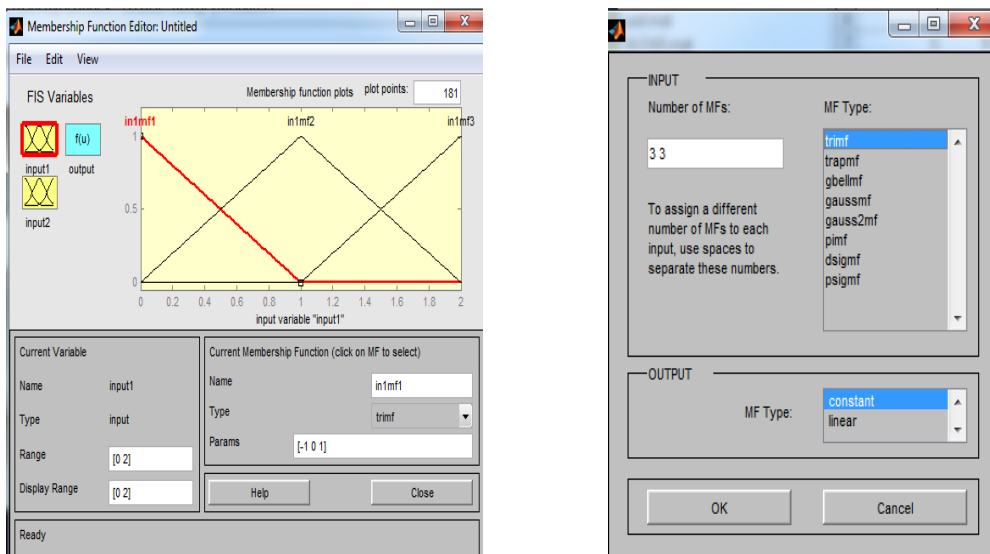 Membership Function Editor: Untitled
File Edit View
FIS Variables
f(u)
input1 output
input2
Membership function plots plot points: 181
in1mf1 in1mf2 in1mf3
1
0.5
0
0 0.2 0.4 0.6 0.8 1 1.2 1.4 1.6 1.8 2
input variable "input1"
Current Variable
Name input1
Type input
Range [0 2]
Display Range [0 2]
Current Membership Function (click on MF to select)
Name in1mf1
Type trimf
Params [-1 0 1]
Help Close
Ready
INPUT
Number of MFs:
3 3
To assign a different
number of MFs to each
input, use spaces to
separate these numbers.
MF Type:
trimf
trapmf
gbellmf
gaussmf
gauss2mf
pimf
dsigmf
psigmf
OUTPUT
MF Type:
constant
linear
OK Cancel